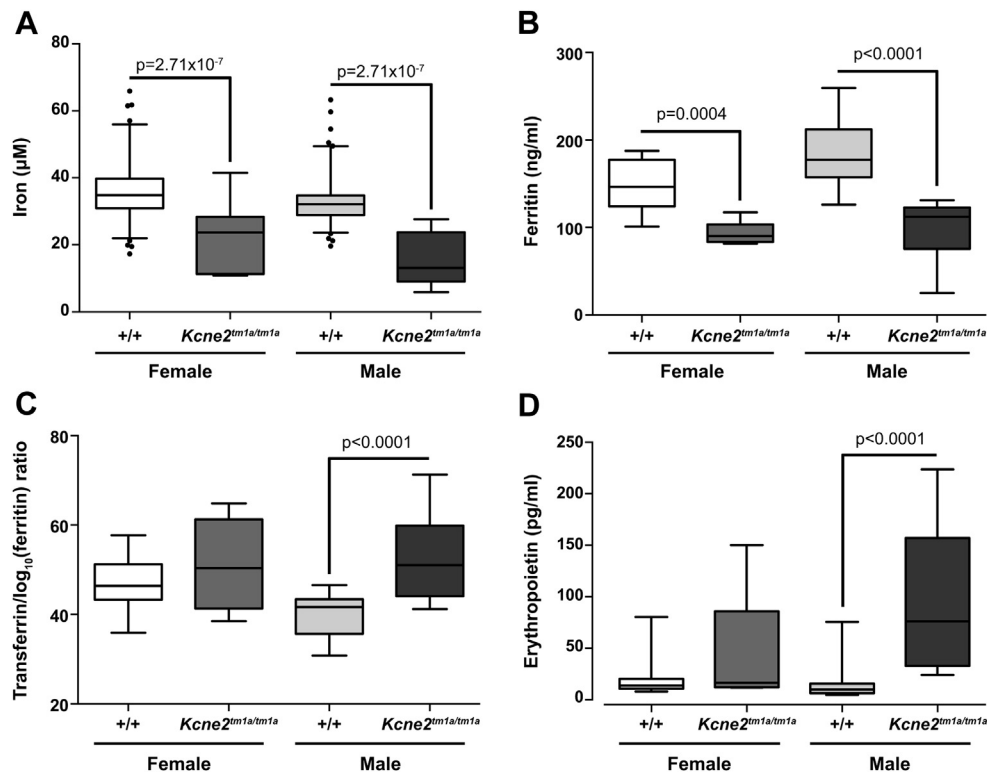 A
80
60
40
20
0
Iron (µM)
p=2.71x10-7
p=2.71x10-7
+/+
Kcne2tm1a/tm1a
+/+
Kcne2tm1a/tm1a
Female
Male
B
300
200
100
0
Ferritin (ng/ml)
p=0.0004
p<0.0001
+/+
Kcne2tm1a/tm1a
+/+
Kcne2tm1a/tm1a
Female
Male
C
80
60
40
20
Transferrin/log10(ferritin) ratio
p<0.0001
+/+
Kcne2tm1a/tm1a
+/+
Kcne2tm1a/tm1a
Female
Male
D
250
200
150
100
50
0
Erythropoietin (pg/ml)
p<0.0001
+/+
Kcne2tm1a/tm1a
+/+
Kcne2tm1a/tm1a
Female
Male